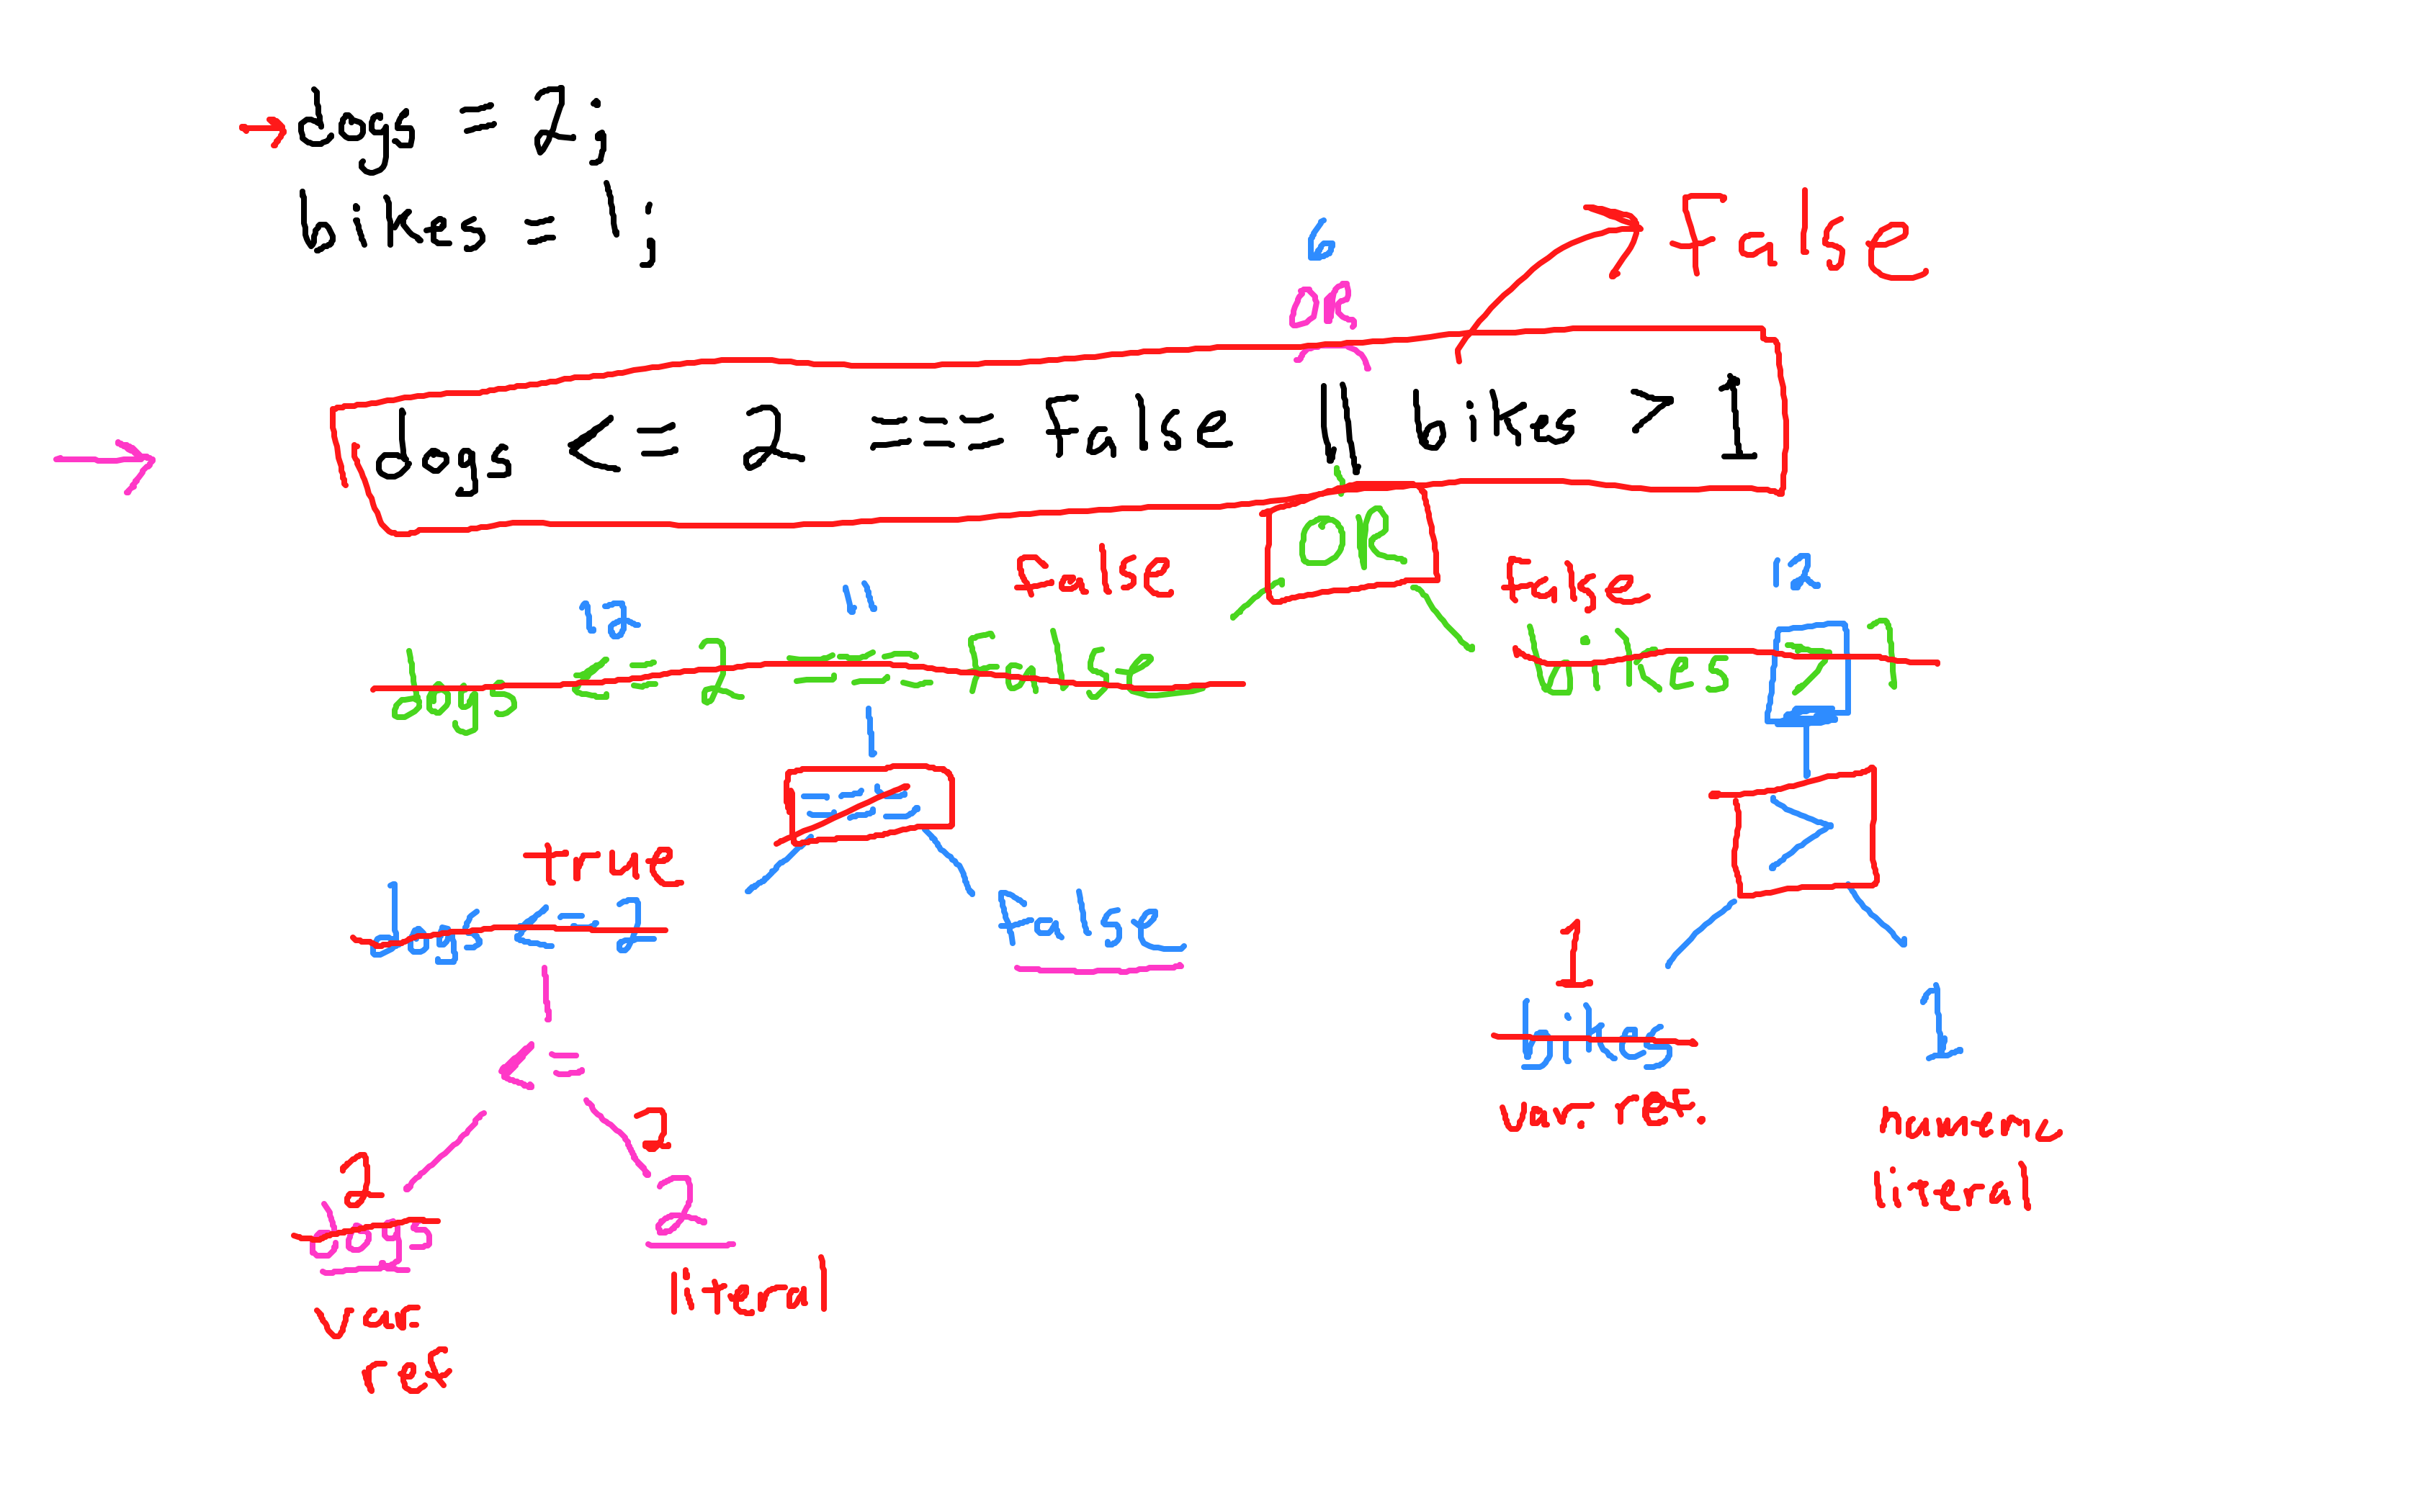 dogs = 2;
bikes = 1;
False
6
OR
dogs <= 2 === false || bikes > 1
OR
false
false
12
11
12
dogs <= 2 === false
bikes > 1
===
>
true
dogs <= 2
false
1
bikes
1
<=
var. ref.
numeric
literal
2
2
dogs
2
literal
var.
ref